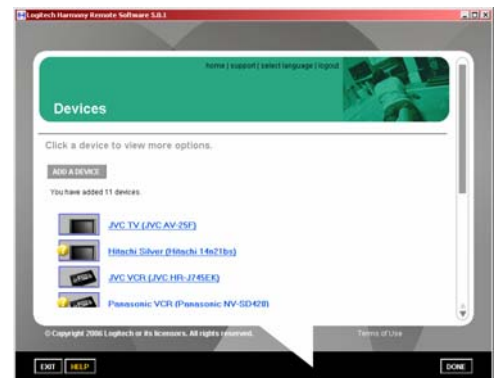 Logitech Harmony Remote Software 5.0.1
home | support | select language | logout
Devices
Click a device to view more options.
ADD A DEVICE
You have added 11 devices.
JVC TV (JVC AV-25F)
Hitachi Silver (Hitachi 14n21bs)
JVC VCR (JVC HR-J745EK)
Panasonic VCR (Panasonic NV-SD420)
© Copyright 2006 Logitech or its licensors. All rights reserved.
Terms of Use
EXIT HELP DONE